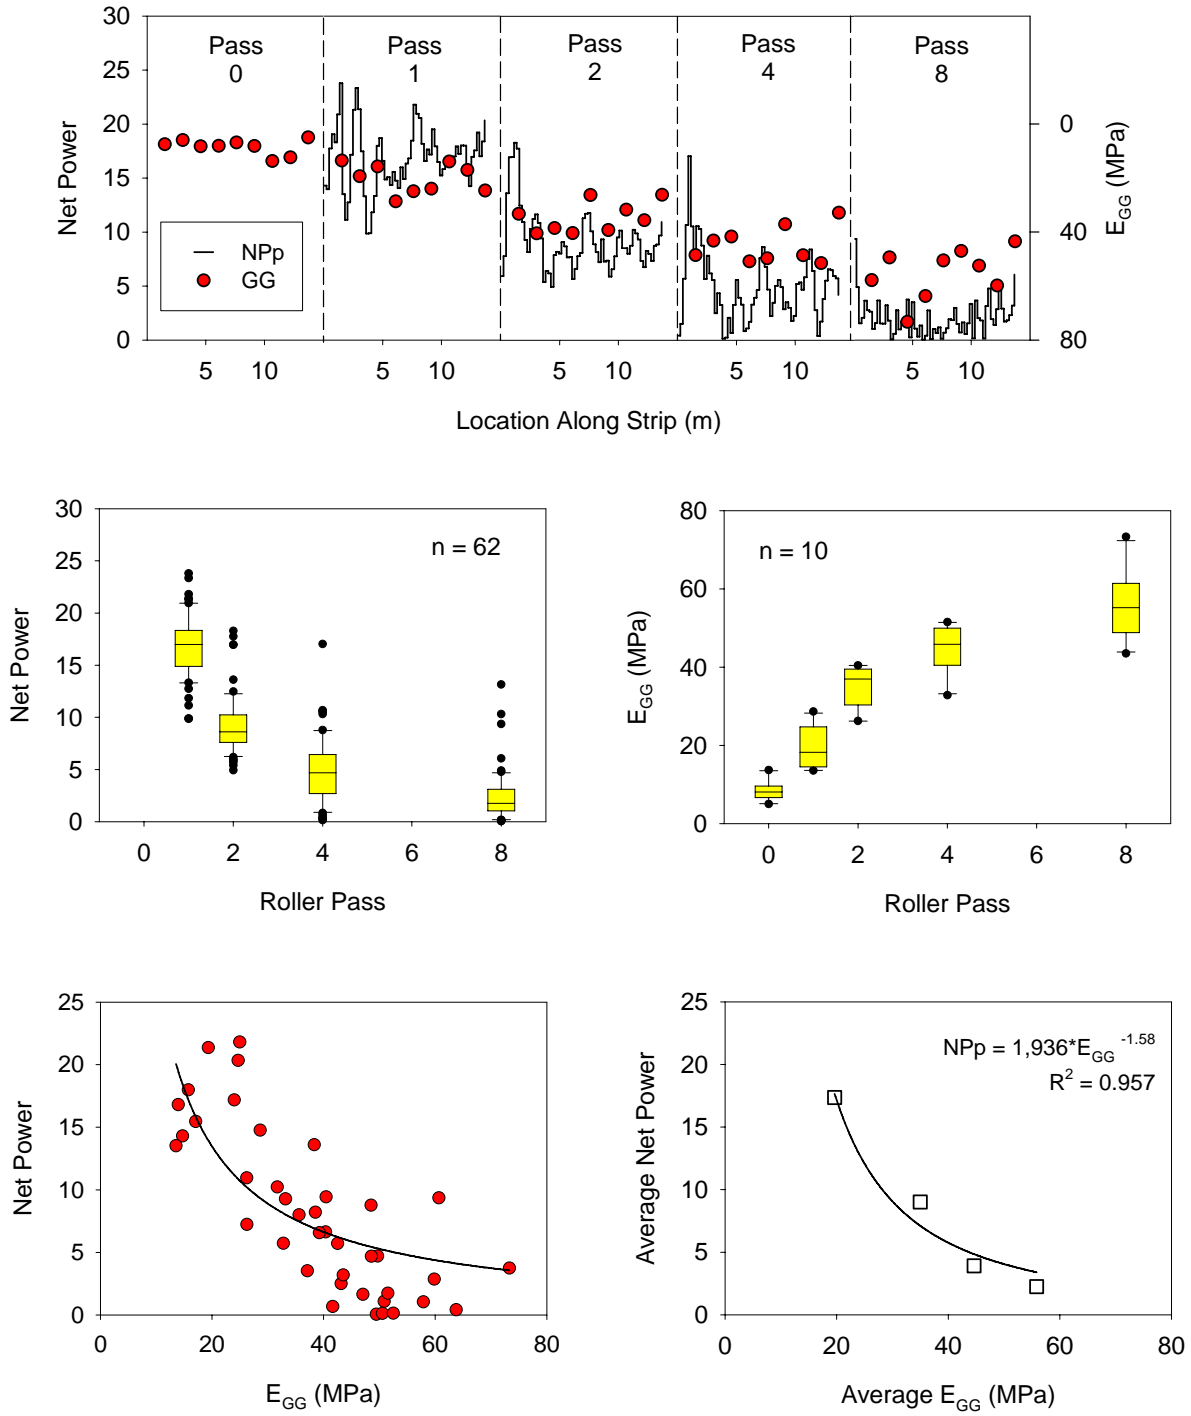 30
25
20
15
10
5
0
Net Power
Pass
0
Pass
1
Pass
2
Pass
4
Pass
8
NPp
GG
0
40
80
E_GG (MPa)
5 10 5 10 5 10 5 10 5 10
Location Along Strip (m)
30
25
20
15
10
5
0
Net Power
n = 62
0 2 4 6 8
Roller Pass
80
60
40
20
0
E_GG (MPa)
n = 10
0 2 4 6 8
Roller Pass
25
20
15
10
5
0
Net Power
0 20 40 60 80
E_GG (MPa)
25
20
15
10
5
0
Average Net Power
NPp = 1,936*E_GG ^-1.58
R² = 0.957
0 20 40 60 80
Average E_GG (MPa)